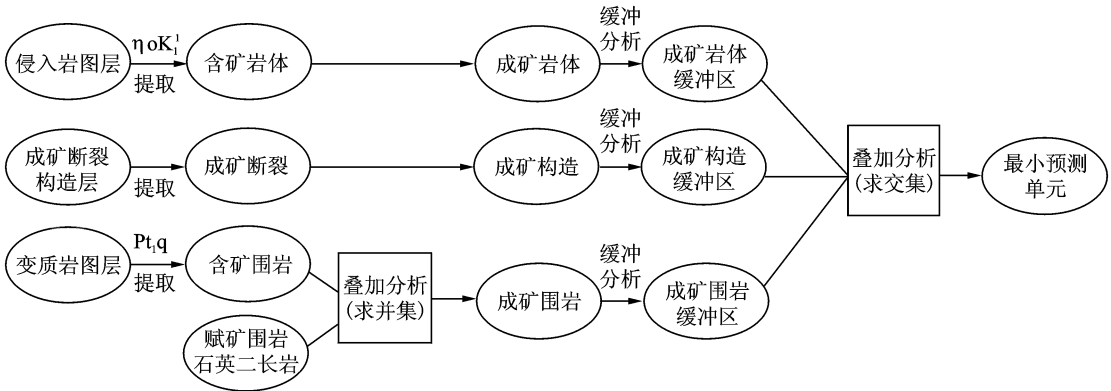 侵入岩图层
ηoK₁¹
提取
含矿岩体
成矿岩体
缓冲
分析
成矿岩体
缓冲区
成矿断裂
构造层
提取
成矿断裂
成矿构造
缓冲
分析
成矿构造
缓冲区
叠加分析
(求交集)
最小预测
单元
变质岩图层
Pt₁q
提取
含矿围岩
赋矿围岩
石英二长岩
叠加分析
(求并集)
成矿围岩
缓冲
分析
成矿围岩
缓冲区